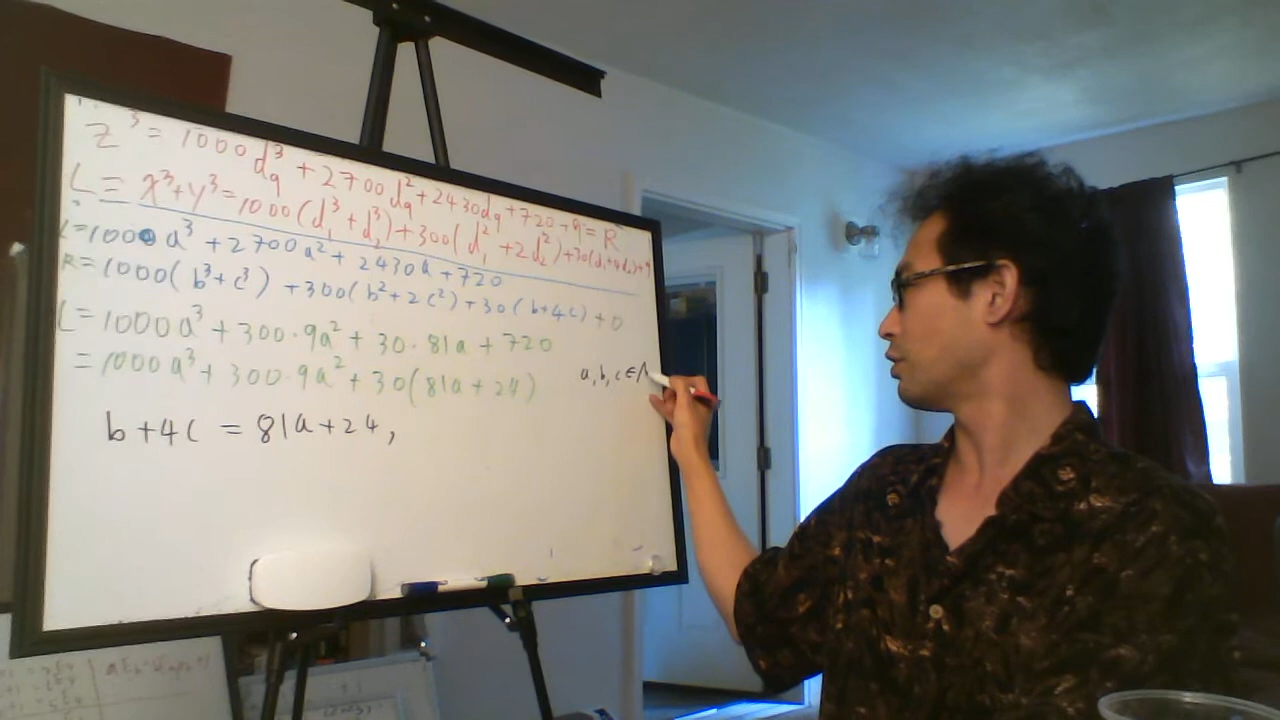 z³ = 1000d₉³ + 2700d₉² + 2430d₉ + 720 + 9 = R
L ≡ x³+y³ = 1000(d₁³ + d₂³) + 300(d₁² + 2d₂²) + 30(d₁+4d₂)+9
L = 1000a³ + 2700a² + 2430a + 720
R = 1000(b³+c³) + 300(b²+2c²) + 30(b+4c) + 0
L = 1000a³ + 300·9a² + 30·81a + 720
= 1000a³ + 300·9a² + 30(81a + 24)
a, b, c ∈
b + 4c = 81a + 24,